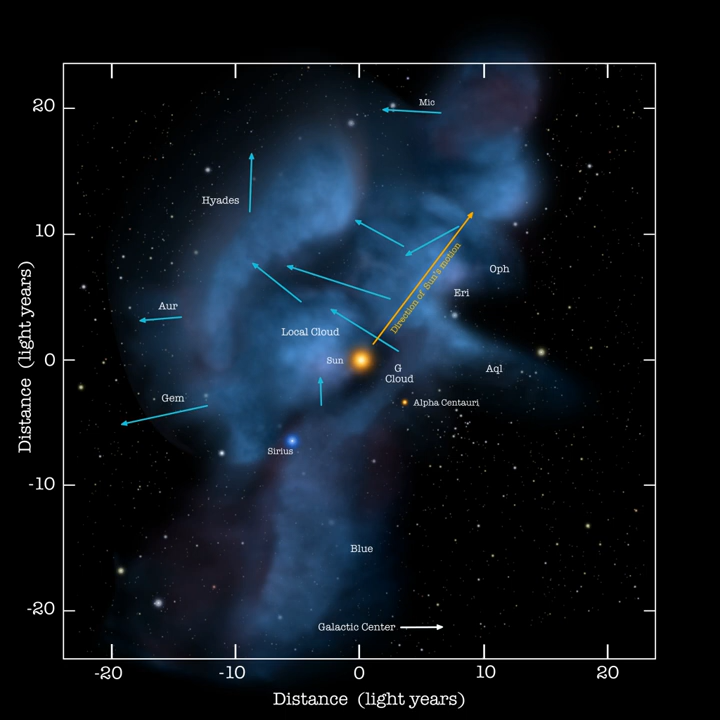 20
Mic
Hyades
10
Direction of Sun's motion
Oph
Eri
Aur
Local Cloud
0
Sun
G
Cloud
Aql
Gem
Alpha Centauri
Sirius
-10
Blue
-20
Galactic Center
Distance (light years)
-20
-10
0
10
20
Distance (light years)